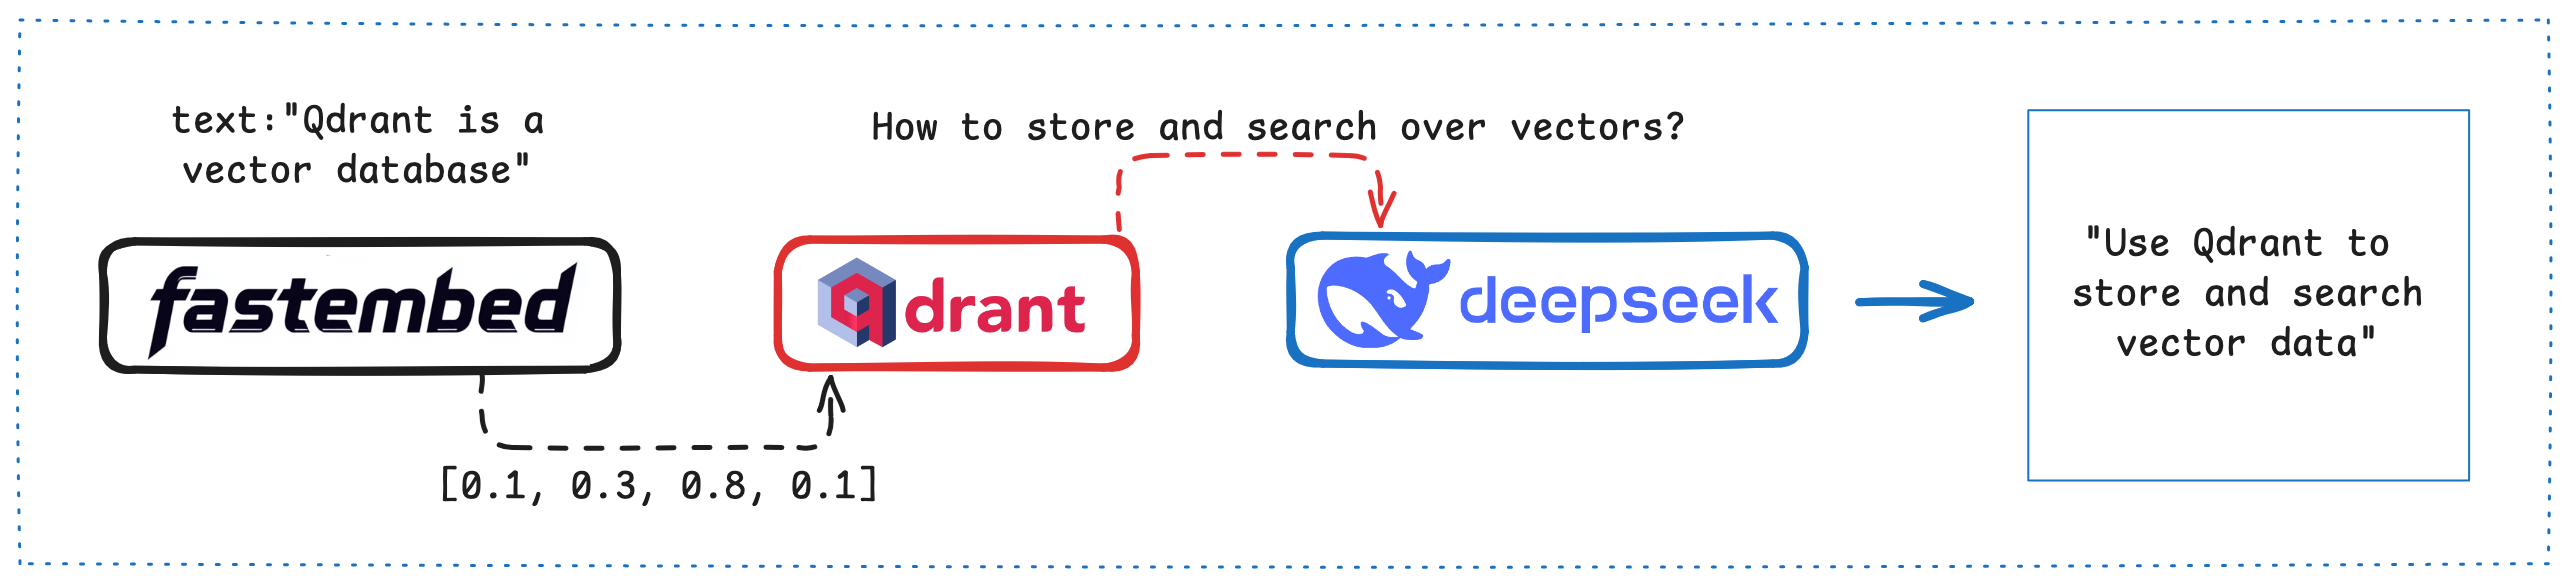 text:"Qdrant is a
vector database"
How to store and search over vectors?
fastembed
qdrant
deepseek
"Use Qdrant to
store and search
vector data"
[0.1, 0.3, 0.8, 0.1]